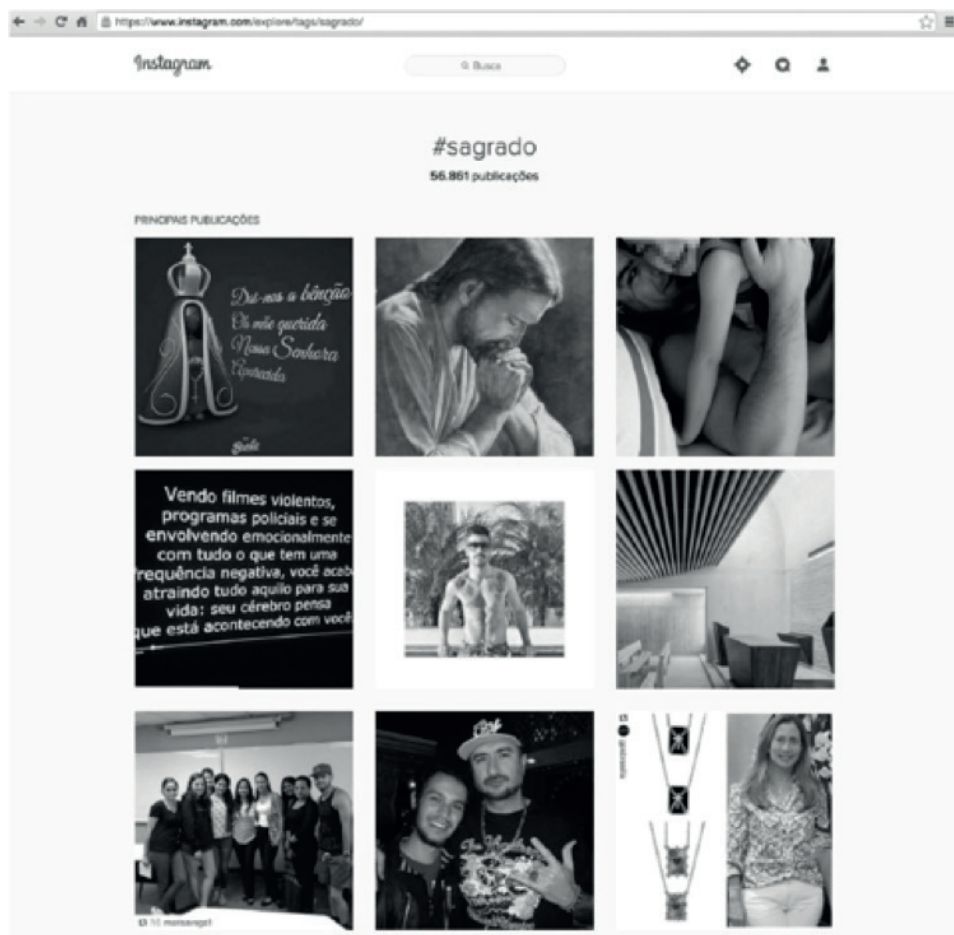 https://www.instagram.com/explore/tags/sagrado/
Instagram
Busca
#sagrado
56.861 publicações
PRINCIPAIS PUBLICAÇÕES
Dai-nos a bênção
Oh mãe querida
Nossa Senhora
Aparecida
Vendo filmes violentos,
programas policiais e se
envolvendo emocionalmente
com tudo o que tem uma
frequência negativa, você acab
atraindo tudo aquilo para sua
vida: seu cérebro pensa
que está acontecendo com você